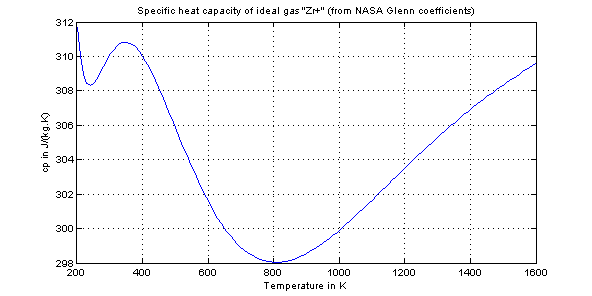 Specific heat capacity of ideal gas "Zr+" (from NASA Glenn coefficients)
312
310
308
306
304
302
300
298
cp in J/(kg.K)
200 400 600 800 1000 1200 1400 1600
Temperature in K